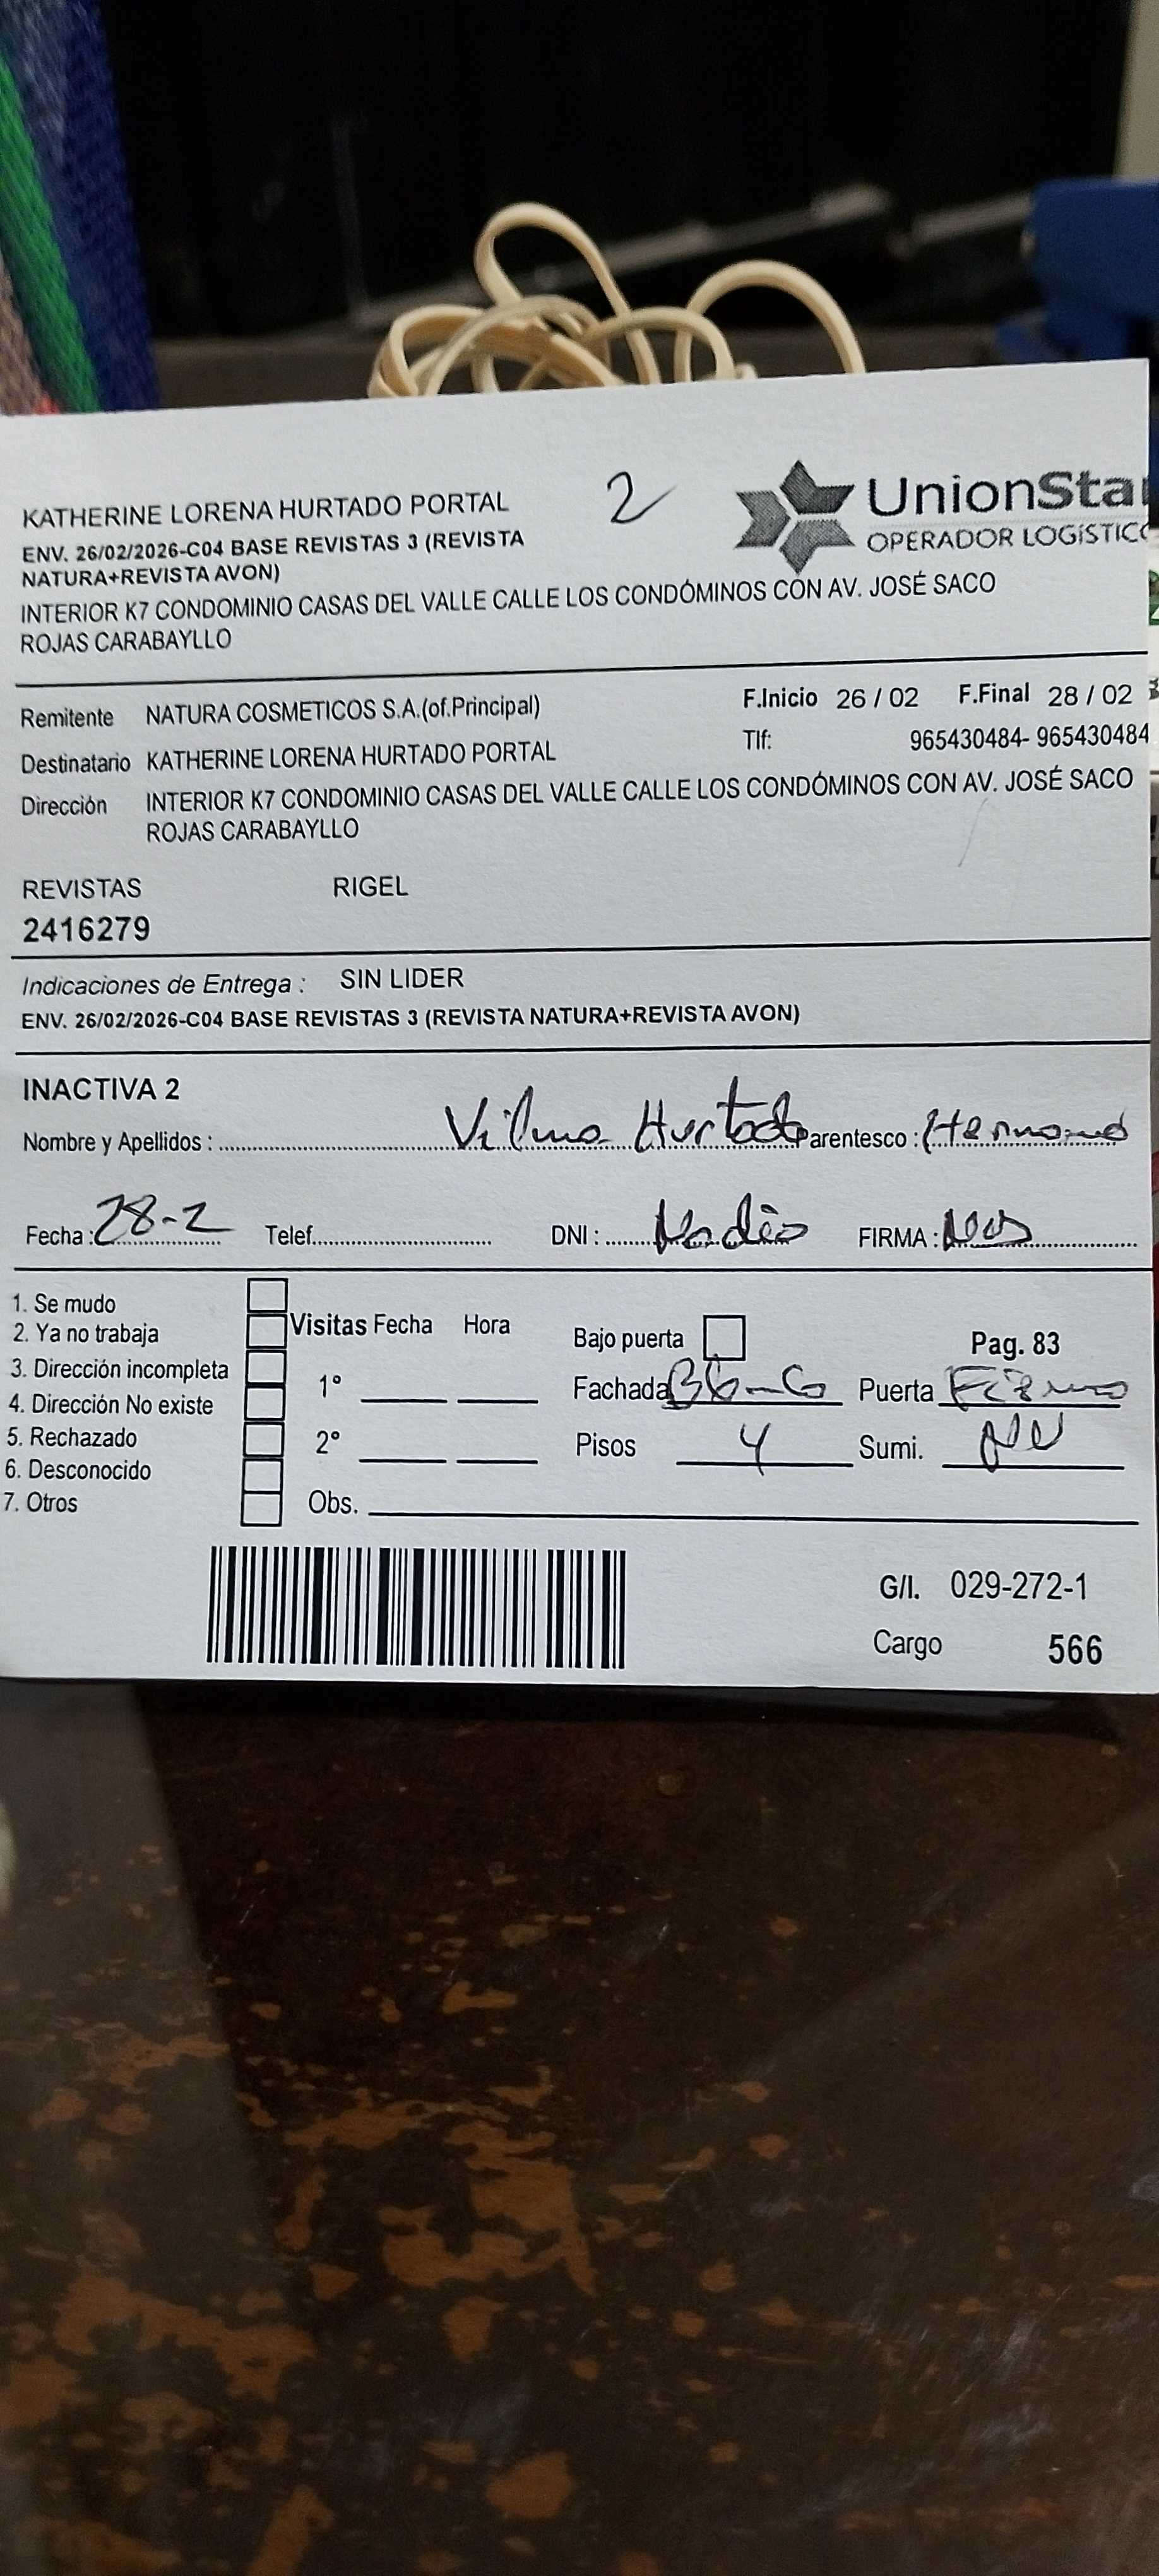 KATHERINE LORENA HURTADO PORTAL 2 UnionStar
ENV. 26/02/2026-C04 BASE REVISTAS 3 (REVISTA OPERADOR LOGÍSTICO
NATURA+REVISTA AVON)
INTERIOR K7 CONDOMINIO CASAS DEL VALLE CALLE LOS CONDÓMINOS CON AV. JOSÉ SACO
ROJAS CARABAYLLO
Remitente NATURA COSMETICOS S.A.(of.Principal) F.Inicio 26 / 02 F.Final 28 / 02
Destinatario KATHERINE LORENA HURTADO PORTAL Tlf: 965430484- 965430484
Dirección INTERIOR K7 CONDOMINIO CASAS DEL VALLE CALLE LOS CONDÓMINOS CON AV. JOSÉ SACO
ROJAS CARABAYLLO
REVISTAS RIGEL
2416279
Indicaciones de Entrega : SIN LIDER
ENV. 26/02/2026-C04 BASE REVISTAS 3 (REVISTA NATURA+REVISTA AVON)
INACTIVA 2
Nombre y Apellidos : Vilma Hurtado Parentesco : Hermana
Fecha : 28-2 Telef. DNI : FIRMA :
1. Se mudo
2. Ya no trabaja Visitas Fecha Hora Bajo puerta Pag. 83
3. Dirección incompleta 1° Fachada Puerta
4. Dirección No existe
5. Rechazado 2° Pisos 4 Sumi.
6. Desconocido
7. Otros Obs.
G/I. 029-272-1
Cargo 566